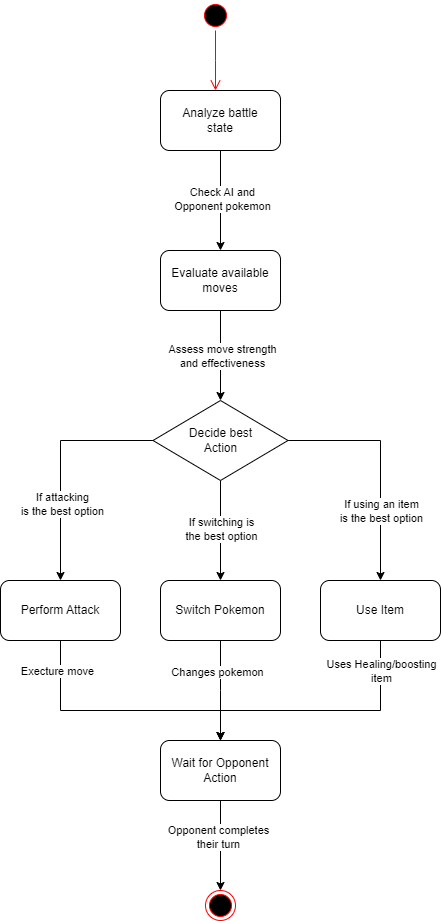 Analyze battle
state
Check AI and
Opponent pokemon
Evaluate available
moves
Assess move strength
and effectiveness
Decide best
Action
If attacking
is the best option
If switching is
the best option
If using an item
is the best option
Perform Attack
Switch Pokemon
Use Item
Execture move
Changes pokemon
Uses Healing/boosting
item
Wait for Opponent
Action
Opponent completes
their turn